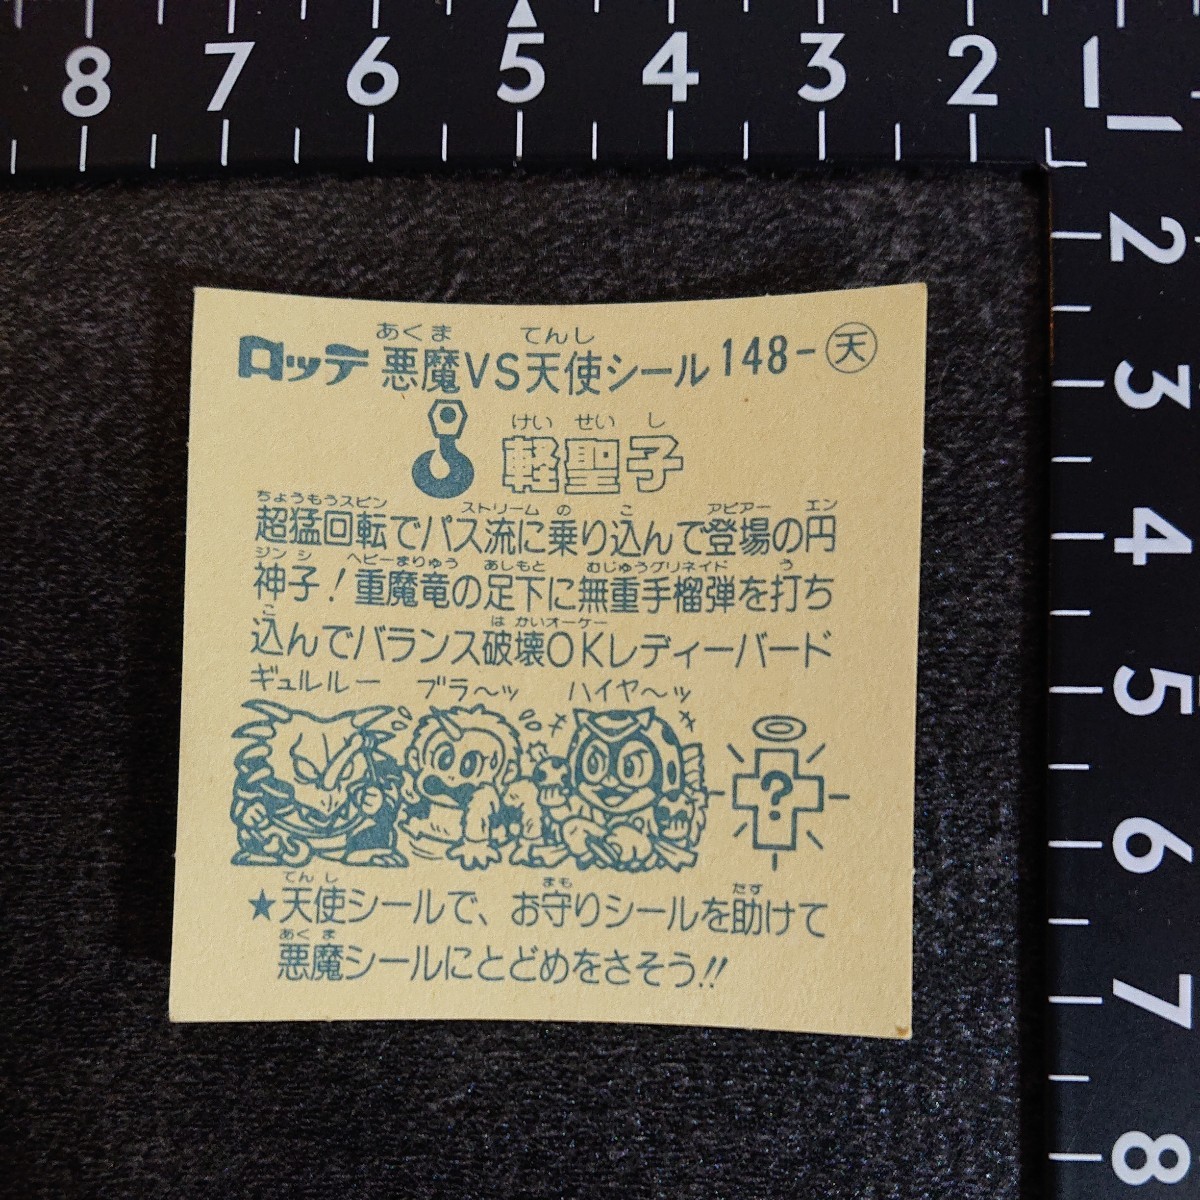 8 7 6 5 4 3 2 1
1
2
3
4
5
6
7
8
あくま てんし
ロッテ 悪魔VS天使シール 148-天
けい せい し
軽聖子
ちょうもうスピン ストリーム の こ アピアー エン
超猛回転でパス流に乗り込んで登場の円
ジンシ ヘビーまりゅう あしもと むじゅうグリネイド う
神子!重魔竜の足下に無重手榴弾を打ち
こ はかいオーケー
込んでバランス破壊OKレディーバード
ギュルルー ブラ〜ッ ハイヤ〜ッ
?
てんし まも たす
★天使シールで、お守りシールを助けて
あくま
悪魔シールにとどめをさそう!!